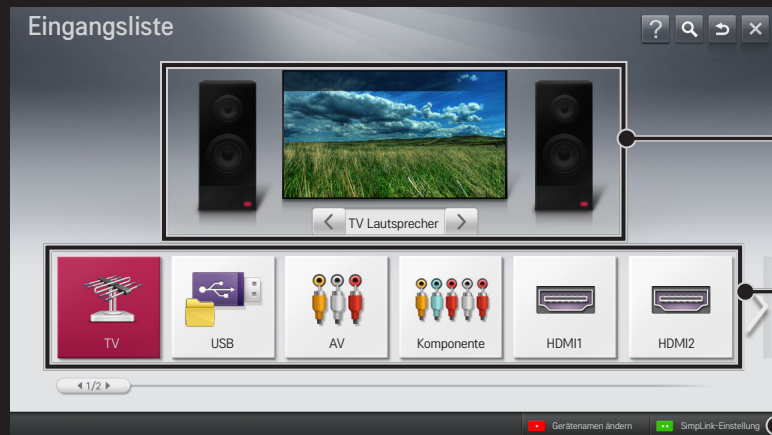 Eingangsliste
?
TV Lautsprecher
TV
USB
AV
Komponente
HDMI1
HDMI2
1/2
Gerätenamen ändern
SimpLink-Einstellung